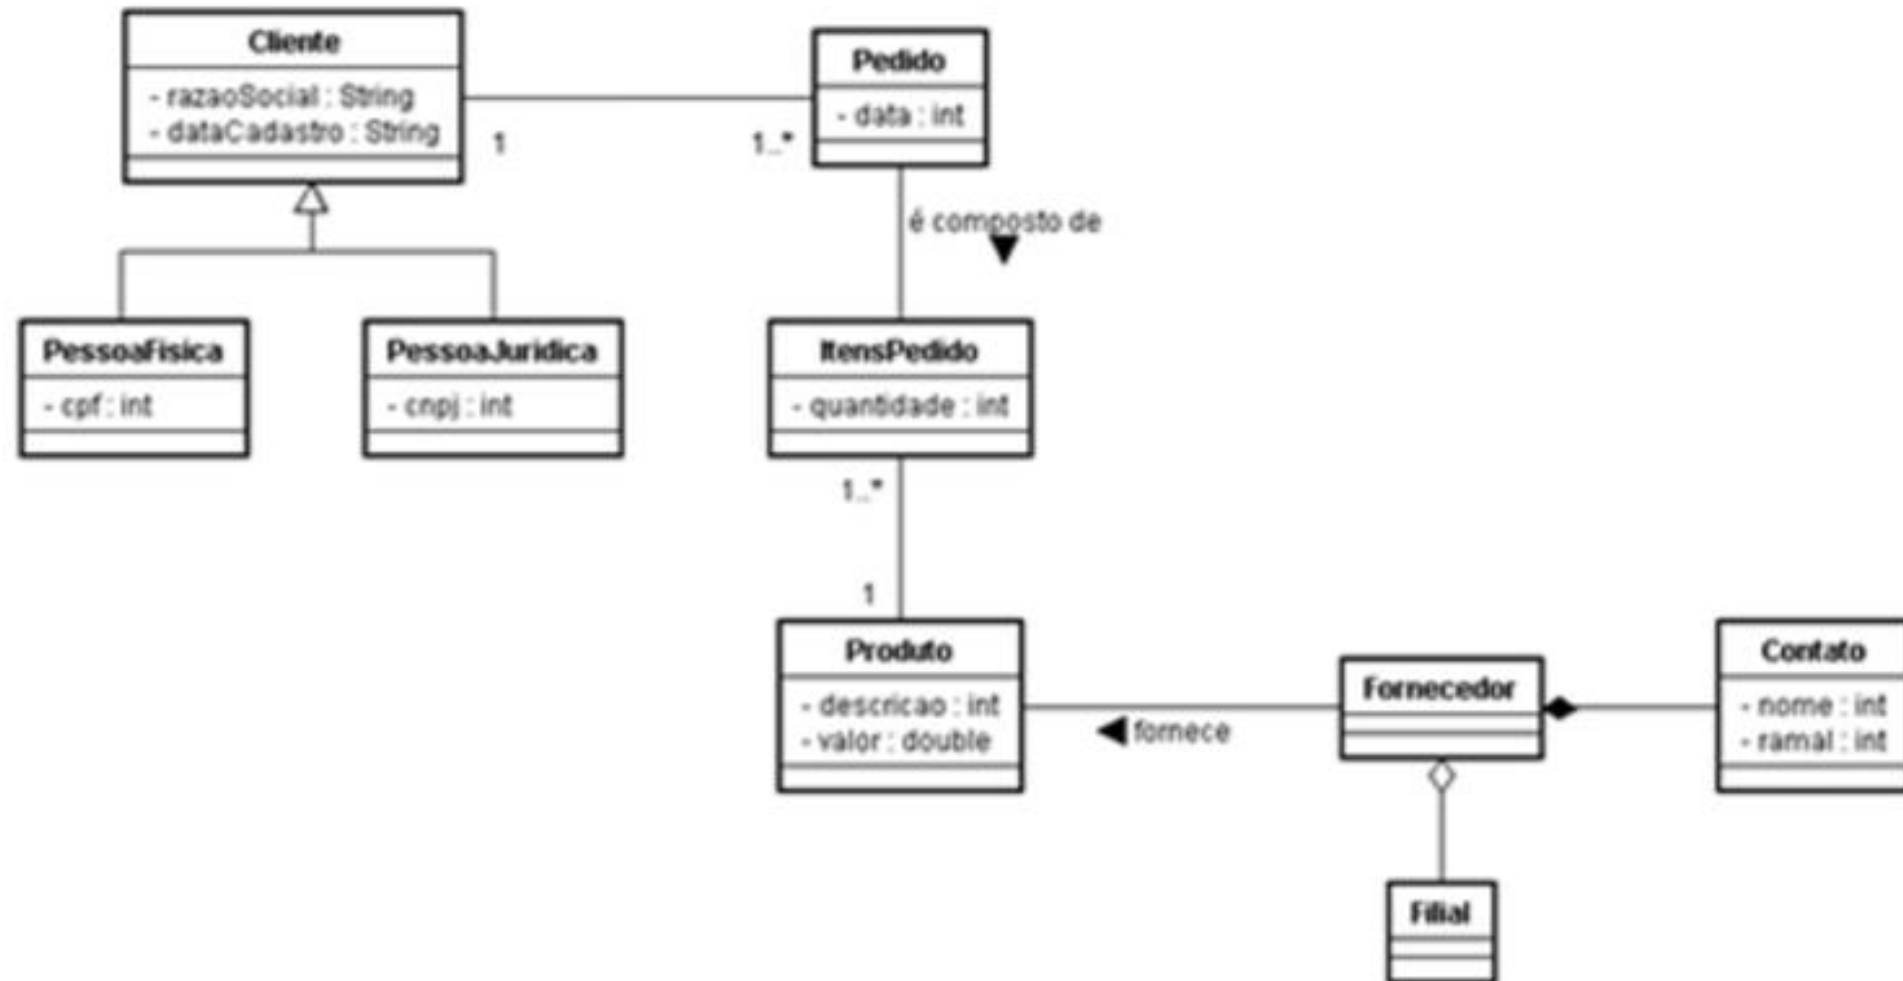 Cliente
- razaoSocial : String
- dataCadastro : String
1
1..*
Pedido
- data : int
é composto de
PessoaFisica
- cpf : int
PessoaJuridica
- cnpj : int
ItensPedido
- quantidade : int
1..*
1
Produto
- descricao : int
- valor : double
fornece
Fornecedor
Contato
- nome : int
- ramal : int
Filial